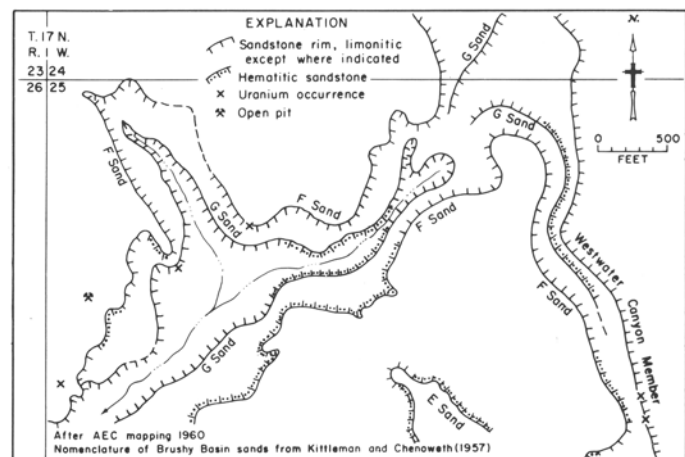 EXPLANATION
Sandstone rim, limonitic
except where indicated
Hematitic sandstone
Uranium occurrence
Open pit
T. 17 N.
R. 1 W.
23 24
26 25
N.
0 500
FEET
G Sand
G Sand
F Sand
G Sand
F Sand
F Sand
F Sand
Westwater
Canyon
Member
G Sand
E Sand
After AEC mapping 1960
Nomenclature of Brushy Basin sands from Kittleman and Chenoweth (1957)